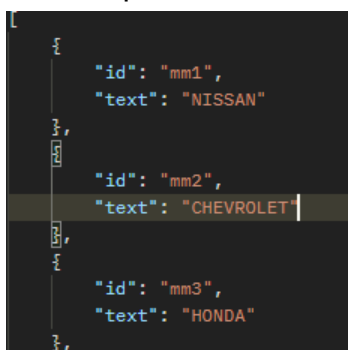 [
{
"id": "mm1",
"text": "NISSAN"
},
{
"id": "mm2",
"text": "CHEVROLET"
},
{
"id": "mm3",
"text": "HONDA"
},